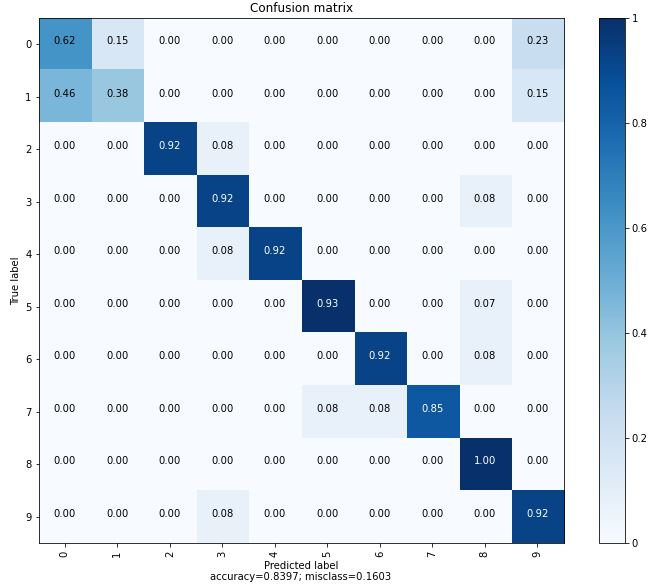 Confusion matrix
0 0.62 0.15 0.00 0.00 0.00 0.00 0.00 0.00 0.00 0.23
1 0.46 0.38 0.00 0.00 0.00 0.00 0.00 0.00 0.00 0.15
2 0.00 0.00 0.92 0.08 0.00 0.00 0.00 0.00 0.00 0.00
3 0.00 0.00 0.00 0.92 0.00 0.00 0.00 0.00 0.08 0.00
4 0.00 0.00 0.00 0.08 0.92 0.00 0.00 0.00 0.00 0.00
5 0.00 0.00 0.00 0.00 0.00 0.93 0.00 0.00 0.07 0.00
6 0.00 0.00 0.00 0.00 0.00 0.00 0.92 0.00 0.08 0.00
7 0.00 0.00 0.00 0.00 0.00 0.08 0.08 0.85 0.00 0.00
8 0.00 0.00 0.00 0.00 0.00 0.00 0.00 0.00 1.00 0.00
9 0.00 0.00 0.00 0.08 0.00 0.00 0.00 0.00 0.00 0.92
True label
0 1 2 3 4 5 6 7 8 9
Predicted label
accuracy=0.8397; misclass=0.1603
1
0.8
0.6
0.4
0.2
0